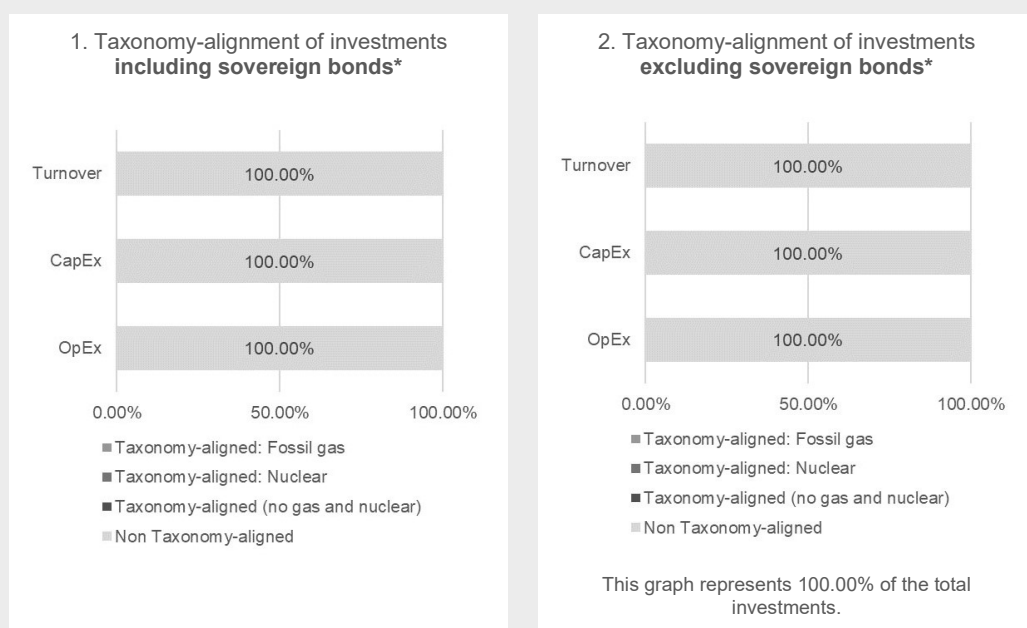 1. Taxonomy-alignment of investments
including sovereign bonds*
Turnover
100.00%
CapEx
100.00%
OpEx
100.00%
0.00%
50.00%
100.00%
Taxonomy-aligned: Fossil gas
Taxonomy-aligned: Nuclear
Taxonomy-aligned (no gas and nuclear)
Non Taxonomy-aligned
2. Taxonomy-alignment of investments
excluding sovereign bonds*
Turnover
100.00%
CapEx
100.00%
OpEx
100.00%
0.00%
50.00%
100.00%
Taxonomy-aligned: Fossil gas
Taxonomy-aligned: Nuclear
Taxonomy-aligned (no gas and nuclear)
Non Taxonomy-aligned
This graph represents 100.00% of the total
investments.